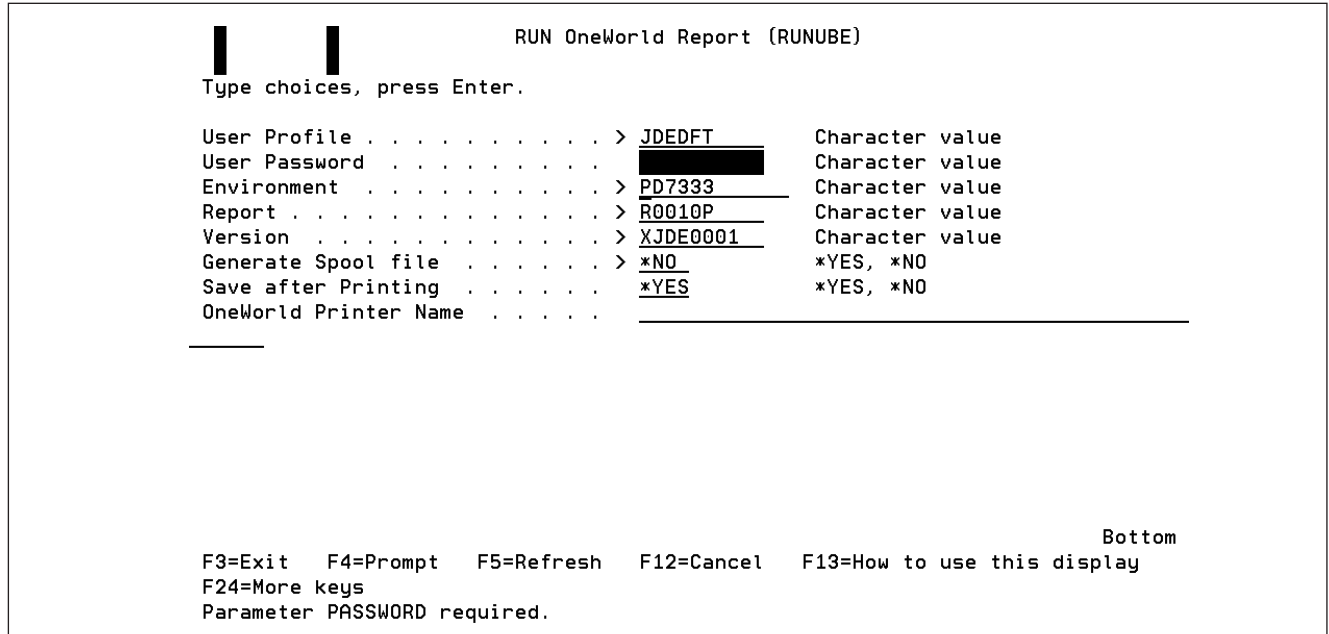 RUN OneWorld Report (RUNUBE)
Type choices, press Enter.
User Profile . . . . . . . . . . > JDEDFT Character value
User Password . . . . . . . . . Character value
Environment . . . . . . . . . . > PD7333 Character value
Report . . . . . . . . . . . . . > R0010P Character value
Version . . . . . . . . . . . . > XJDE0001 Character value
Generate Spool file . . . . . . > *NO *YES, *NO
Save after Printing . . . . . . *YES *YES, *NO
OneWorld Printer Name . . . . .
Bottom
F3=Exit F4=Prompt F5=Refresh F12=Cancel F13=How to use this display
F24=More keys
Parameter PASSWORD required.